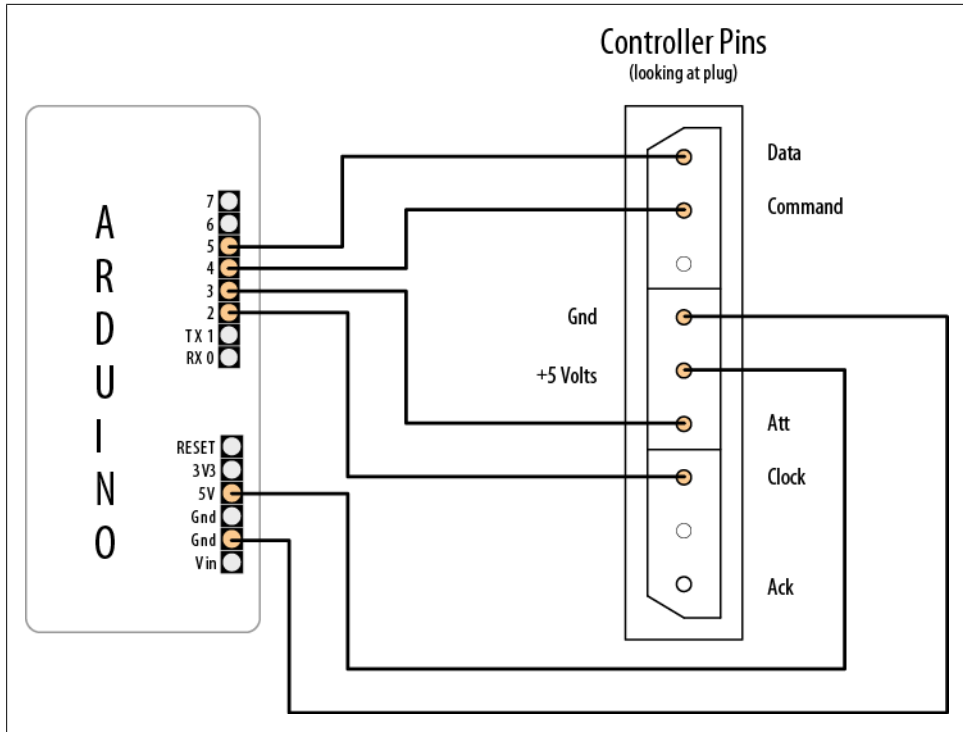 Controller Pins
(looking at plug)
ARDUINO
7
6
5
4
3
2
TX 1
RX 0
RESET
3V3
5V
Gnd
Gnd
Vin
Data
Command
Gnd
+5 Volts
Att
Clock
Ack